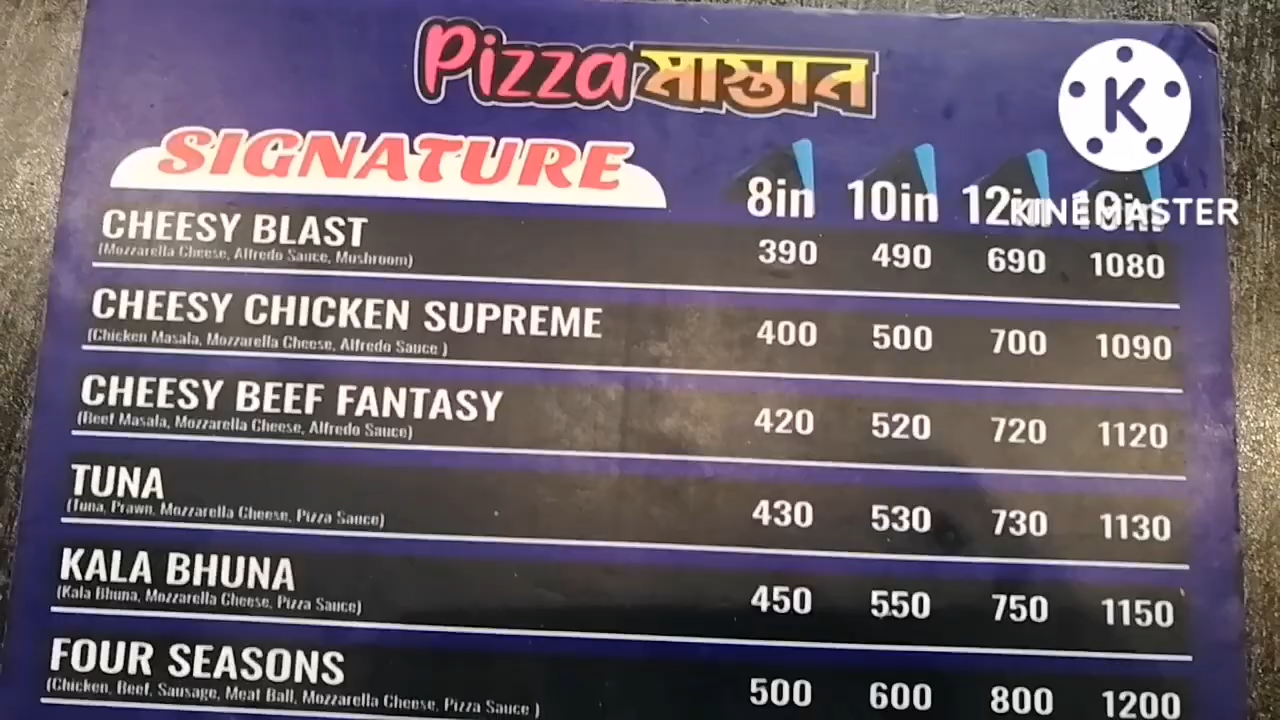 Pizza মাস্তান
K
SIGNATURE
8in 10in 12in
KINEMASTER
CHEESY BLAST 390 490 690 1080
(Mozzarella Cheese, Alfredo Sauce, Mushroom)
CHEESY CHICKEN SUPREME 400 500 700 1090
(Chicken Masala, Mozzarella Cheese, Alfredo Sauce )
CHEESY BEEF FANTASY 420 520 720 1120
(Beef Masala, Mozzarella Cheese, Alfredo Sauce)
TUNA 430 530 730 1130
(Tuna, Prawn, Mozzarella Cheese, Pizza Sauce)
KALA BHUNA 450 550 750 1150
(Kala Bhuna, Mozzarella Cheese, Pizza Sauce)
FOUR SEASONS 500 600 800 1200
(Chicken, Beef, Sausage, Meat Ball, Mozzarella Cheese, Pizza Sauce )